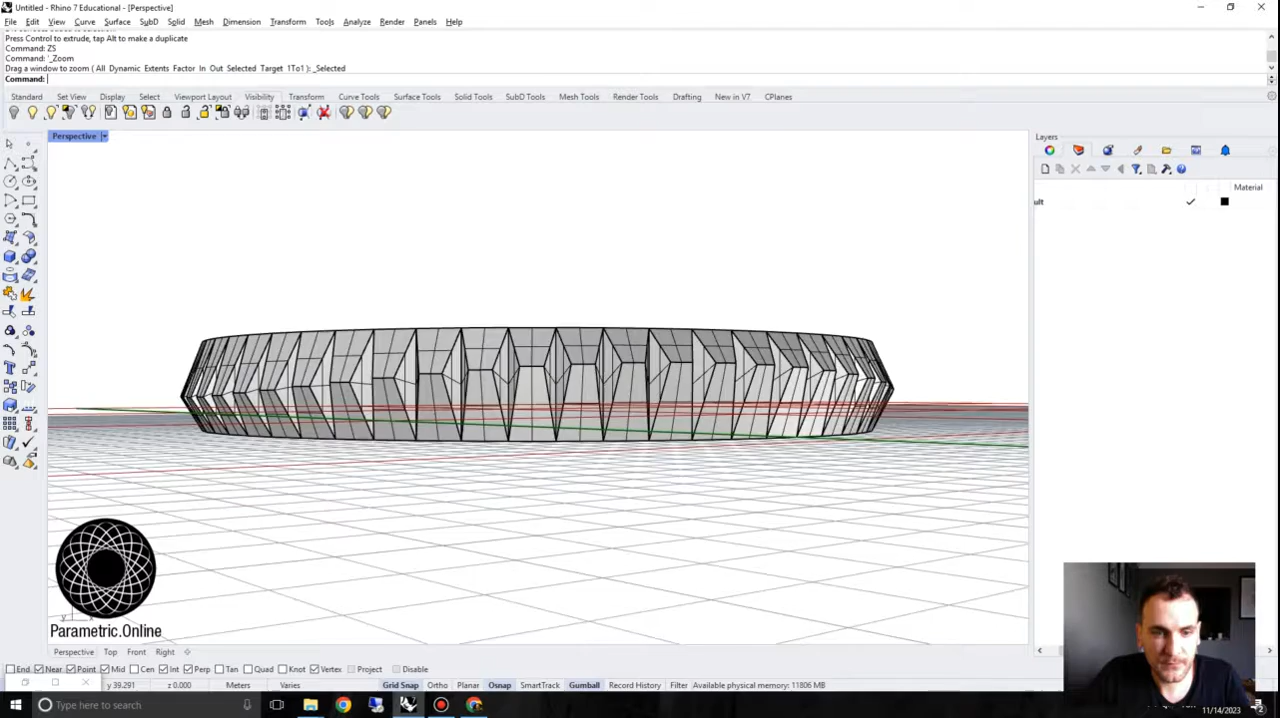 Untitled - Rhino 7 Educational - [Perspective]
File Edit View Curve Surface SubD Solid Mesh Dimension Transform Tools Analyze Render Panels Help
Press Control to extrude, tap Alt to make a duplicate
Command: ZS
Command: '_Zoom
Drag a window to zoom ( All Dynamic Extents Factor In Out Selected Target 1To1 ): _Selected
Command:
Standard Set View Display Select Viewport Layout Visibility Transform Curve Tools Surface Tools Solid Tools SubD Tools Mesh Tools Render Tools Drafting New in V7 CPlanes
Perspective
Layers
Material
ult
y x
Parametric.Online
Perspective Top Front Right
End Near Point Mid Cen Int Perp Tan Quad Knot Vertex Project Disable
y 39.291 z 0.000 Meters Varies Grid Snap Ortho Planar Osnap SmartTrack Gumball Record History Filter Available physical memory: 11806 MB
Type here to search
11/14/2023
2